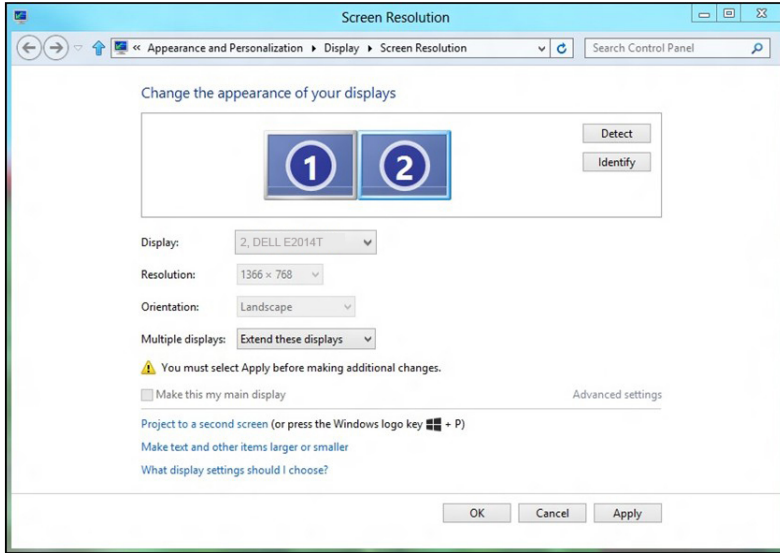 Screen Resolution
« Appearance and Personalization ▸ Display ▸ Screen Resolution
Search Control Panel
Change the appearance of your displays
1 2
Detect
Identify
Display: 2, DELL E2014T
Resolution: 1366 × 768
Orientation: Landscape
Multiple displays: Extend these displays
You must select Apply before making additional changes.
Make this my main display Advanced settings
Project to a second screen (or press the Windows logo key + P)
Make text and other items larger or smaller
What display settings should I choose?
OK Cancel Apply